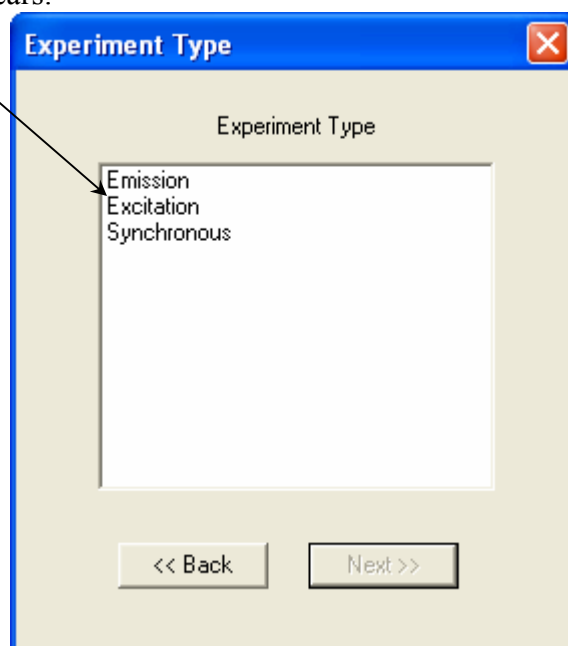 Experiment Type
Experiment Type
Emission
Excitation
Synchronous
<< Back Next >>